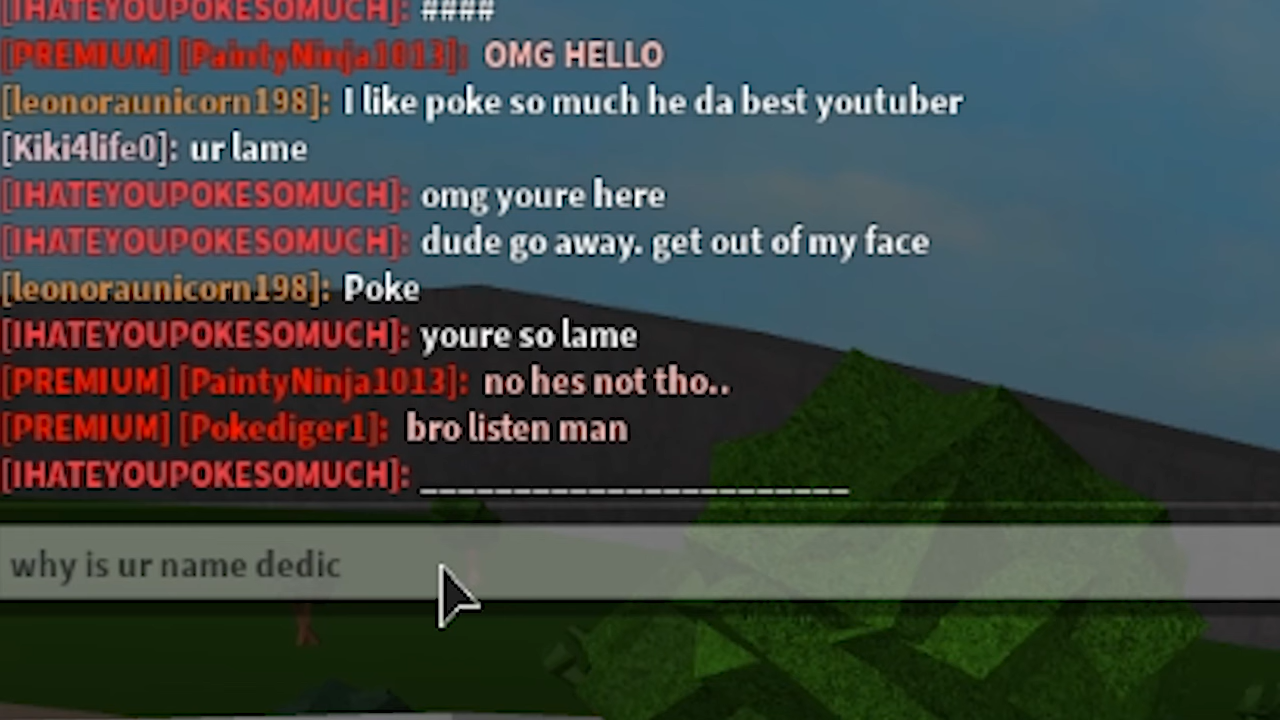 [IHATEYOUPOKESOMUCH]: ####
[PREMIUM] [PaintyNinja1013]: OMG HELLO
[leonoraunicorn198]: I like poke so much he da best youtuber
[Kiki4life0]: ur lame
[IHATEYOUPOKESOMUCH]: omg youre here
[IHATEYOUPOKESOMUCH]: dude go away. get out of my face
[leonoraunicorn198]: Poke
[IHATEYOUPOKESOMUCH]: youre so lame
[PREMIUM] [PaintyNinja1013]: no hes not tho..
[PREMIUM] [Pokediger1]: bro listen man
[IHATEYOUPOKESOMUCH]: _______________________
why is ur name dedic